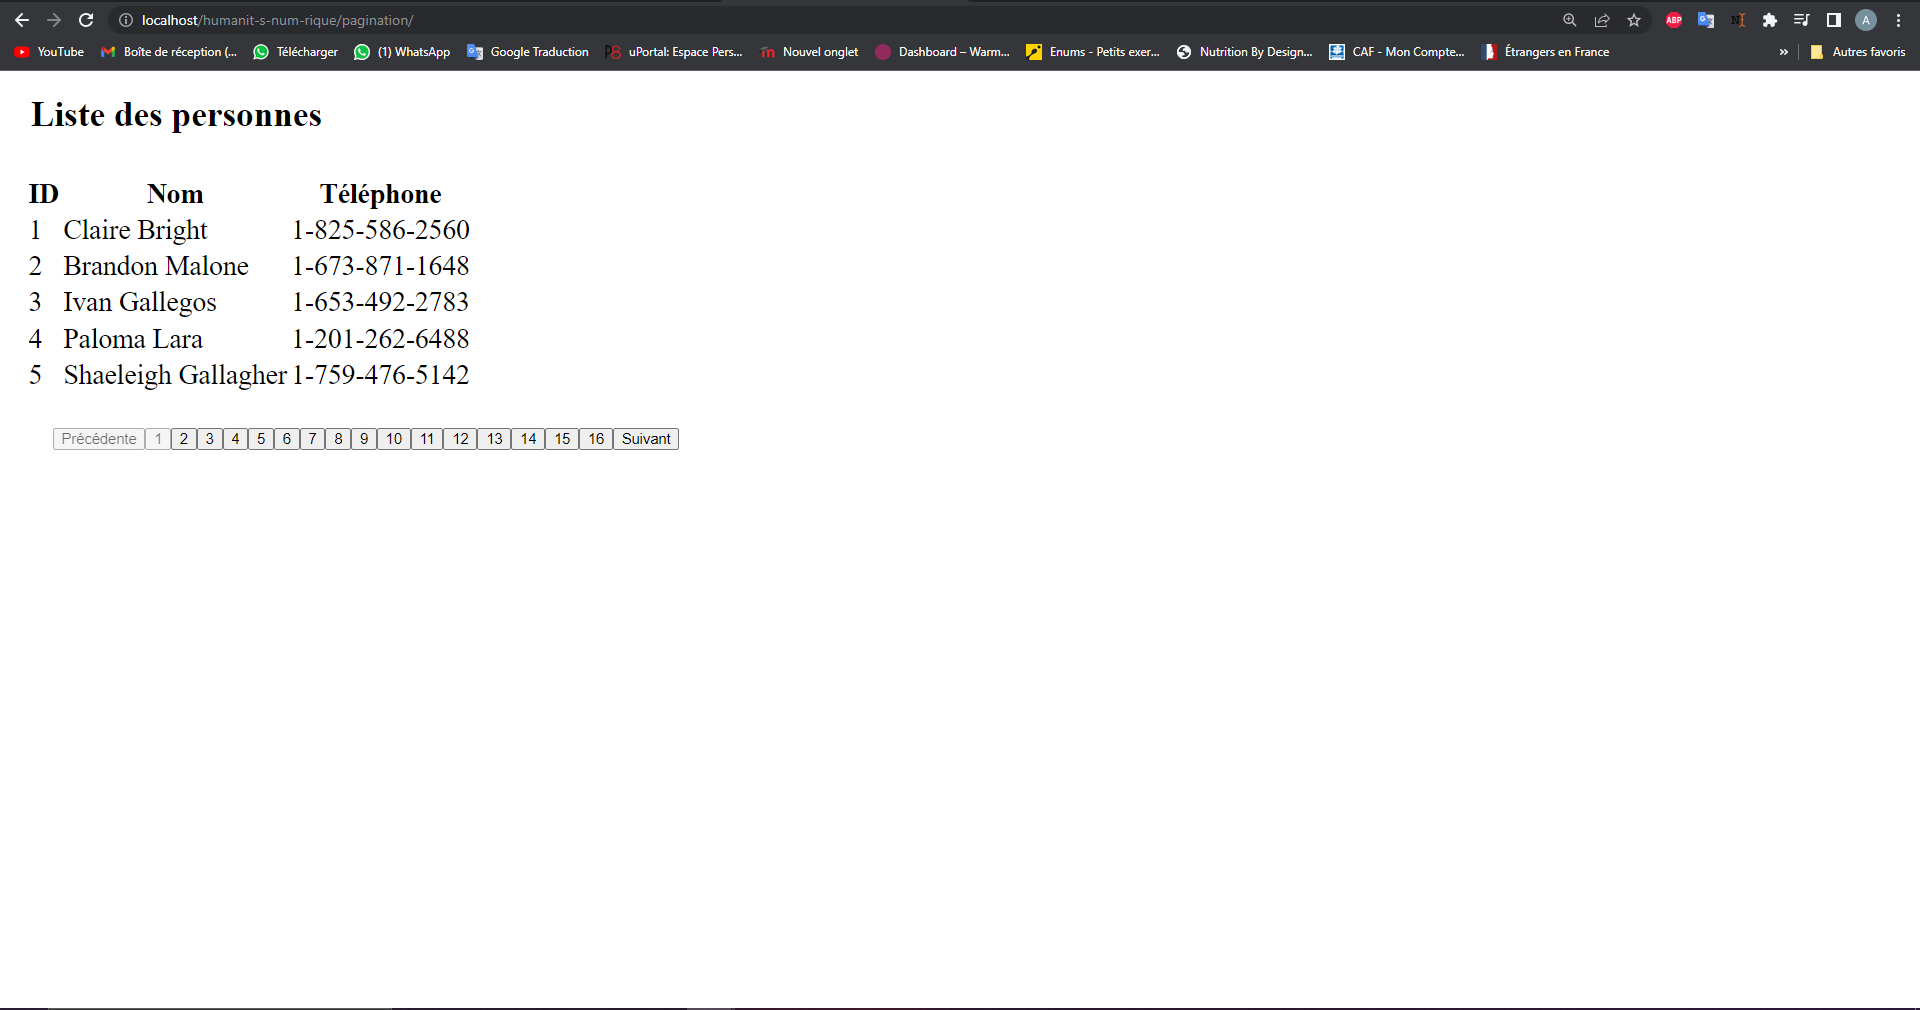 localhost/humanit-s-num-rique/pagination/
ABP
A
YouTube Boîte de réception (... Télécharger (1) WhatsApp Google Traduction uPortal: Espace Pers... Nouvel onglet Dashboard – Warm... Enums - Petits exer... Nutrition By Design... CAF - Mon Compte... Étrangers en France » Autres favoris
Liste des personnes
ID Nom Téléphone
1 Claire Bright 1-825-586-2560
2 Brandon Malone 1-673-871-1648
3 Ivan Gallegos 1-653-492-2783
4 Paloma Lara 1-201-262-6488
5 Shaeleigh Gallagher 1-759-476-5142
Précédente 1 2 3 4 5 6 7 8 9 10 11 12 13 14 15 16 Suivant